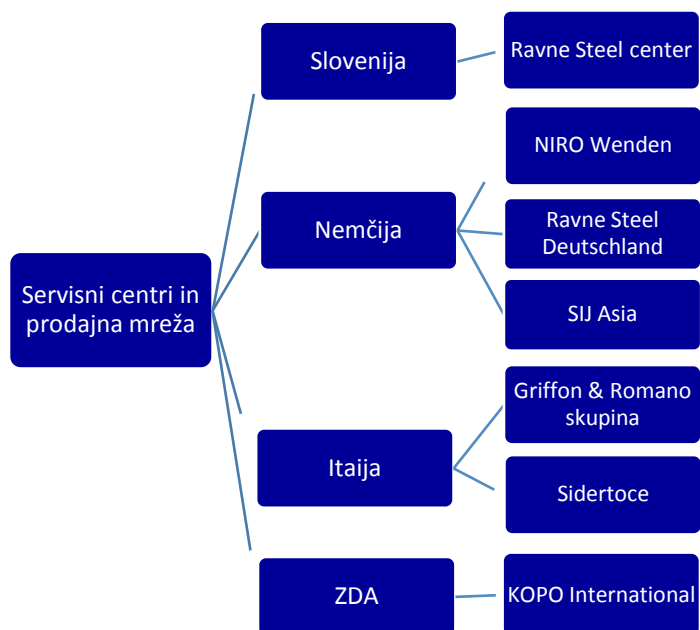 Servisni centri in
prodajna mreža
Slovenija
Ravne Steel center
Nemčija
NIRO Wenden
Ravne Steel
Deutschland
SIJ Asia
Itaija
Griffon & Romano
skupina
Sidertoce
ZDA
KOPO International